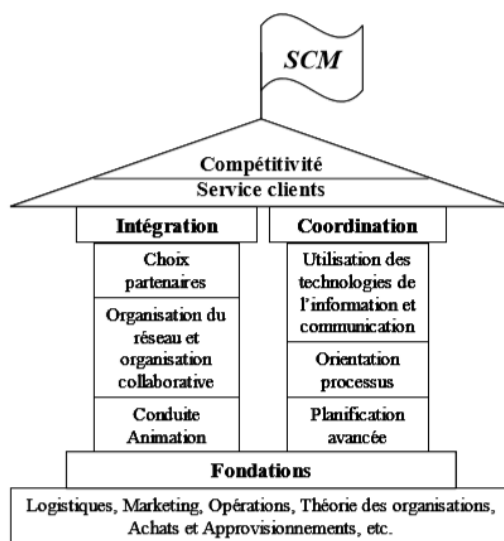 SCM
Compétitivité
Service clients
Intégration
Choix
partenaires
Organisation du
réseau et
organisation
collaborative
Conduite
Animation
Coordination
Utilisation des
technologies de
l'information et
communication
Orientation
processus
Planification
avancée
Fondations
Logistiques, Marketing, Opérations, Théorie des organisations,
Achats et Approvisionnements, etc.